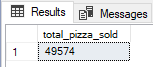 Results Messages
total_pizza_sold
1 49574